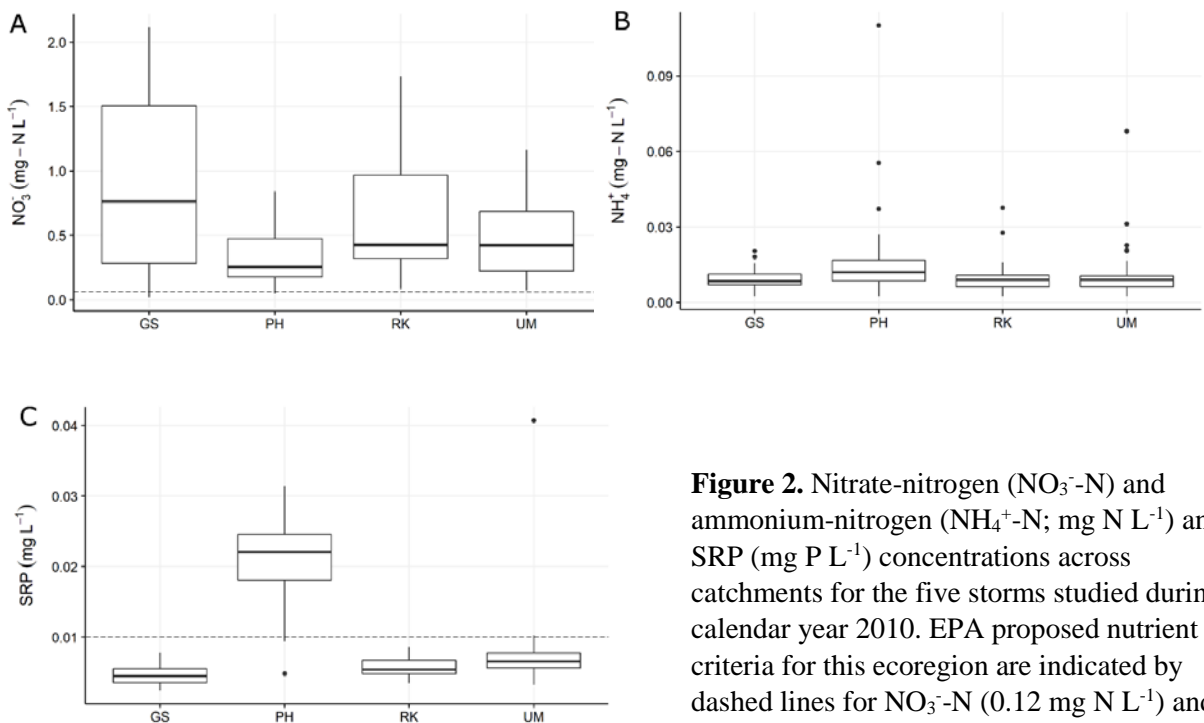 A
NO₃⁻ (mg – N L⁻¹)
2.0
1.5
1.0
0.5
0.0
GS PH RK UM
B
NH₄⁺ (mg – N L⁻¹)
0.09
0.06
0.03
0.00
GS PH RK UM
C
SRP (mg L⁻¹)
0.04
0.03
0.02
0.01
GS PH RK UM
Figure 2. Nitrate-nitrogen (NO₃⁻-N) and
ammonium-nitrogen (NH₄⁺-N; mg N L⁻¹)
SRP (mg P L⁻¹) concentrations across
catchments for the five storms studied
calendar year 2010. EPA proposed nutrient
criteria for this ecoregion are indicated by
dashed lines for NO₃⁻-N (0.12 mg N L⁻¹)